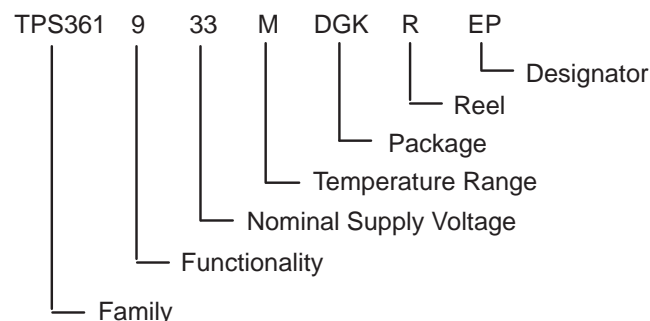 TPS361 9 33 M DGK R EP
Designator
Reel
Package
Temperature Range
Nominal Supply Voltage
Functionality
Family